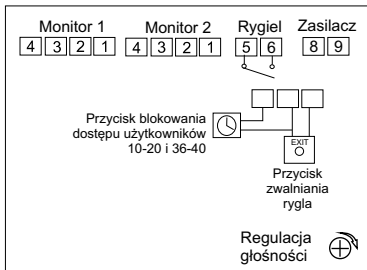 Monitor 1 Monitor 2 Rygiel Zasilacz
4 3 2 1 4 3 2 1 5 6 8 9
Przycisk blokowania
dostępu użytkowników
10-20 i 36-40
EXIT
Przycisk
zwalniania
rygla
Regulacja
głośności